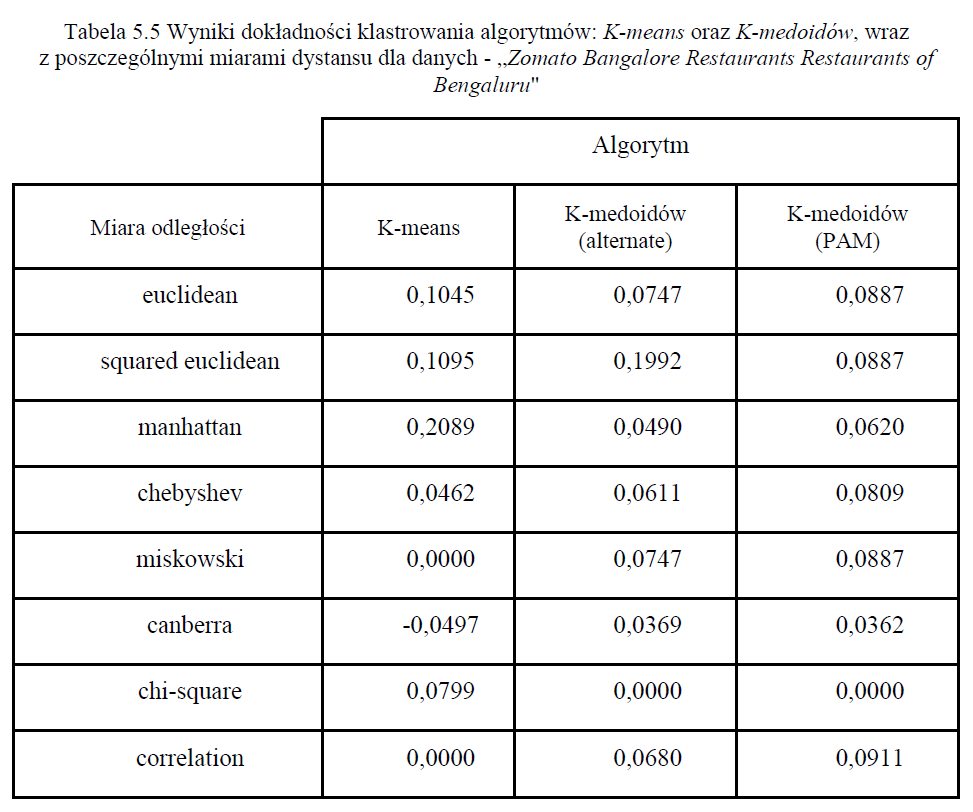 Tabela 5.5 Wyniki dokładności klastrowania algorytmów: K-means oraz K-medoidów, wraz
z poszczególnymi miarami dystansu dla danych - „Zomato Bangalore Restaurants Restaurants of
Bengaluru"
Algorytm
Miara odległości K-means K-medoidów (alternate) K-medoidów (PAM)
euclidean 0,1045 0,0747 0,0887
squared euclidean 0,1095 0,1992 0,0887
manhattan 0,2089 0,0490 0,0620
chebyshev 0,0462 0,0611 0,0809
miskowski 0,0000 0,0747 0,0887
canberra -0,0497 0,0369 0,0362
chi-square 0,0799 0,0000 0,0000
correlation 0,0000 0,0680 0,0911